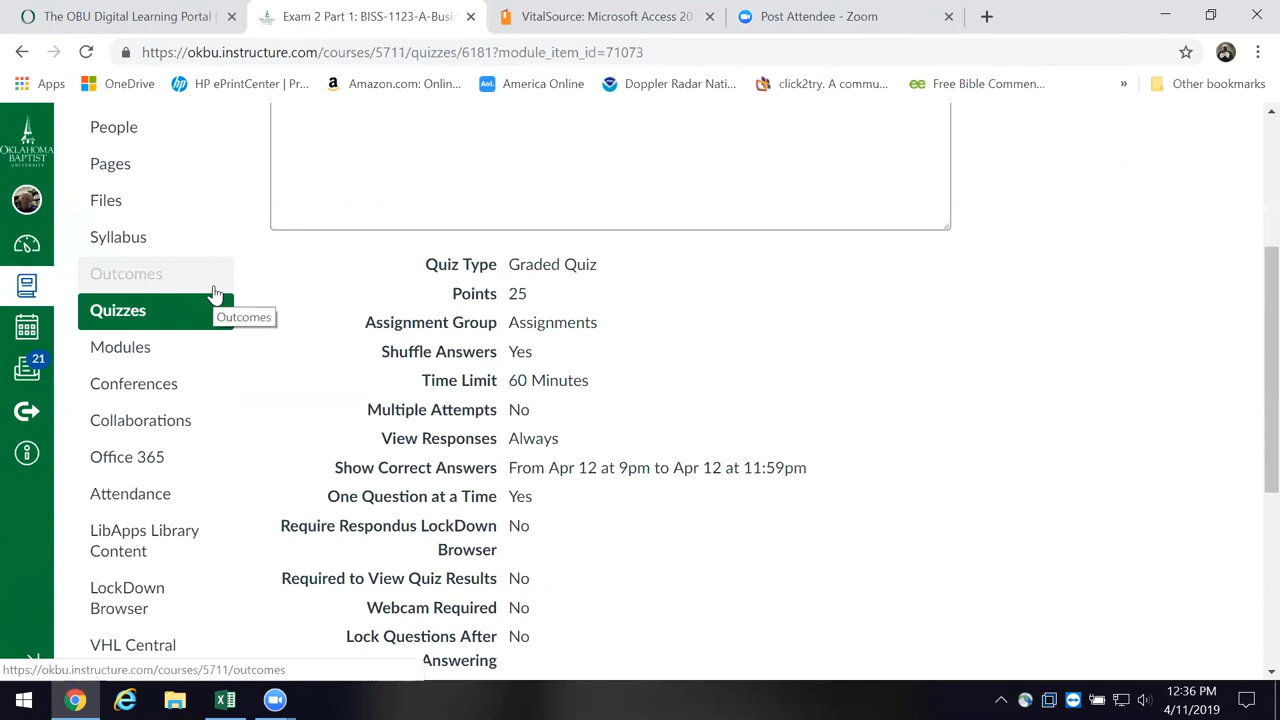 The OBU Digital Learning Portal
Exam 2 Part 1: BISS-1123-A-Busi
VitalSource: Microsoft Access 20
Post Attendee - Zoom
https://okbu.instructure.com/courses/5711/quizzes/6181?module_item_id=71073
Apps
OneDrive
HP ePrintCenter | Pr...
Amazon.com: Onlin...
Aol.
America Online
Doppler Radar Nati...
click2try. A commu...
Free Bible Commen...
»
Other bookmarks
OKLAHOMA
BAPTIST
UNIVERSITY
21
People
Pages
Files
Syllabus
Outcomes
Quizzes
Outcomes
Modules
Conferences
Collaborations
Office 365
Attendance
LibApps Library
Content
LockDown
Browser
VHL Central
Quiz Type Graded Quiz
Points 25
Assignment Group Assignments
Shuffle Answers Yes
Time Limit 60 Minutes
Multiple Attempts No
View Responses Always
Show Correct Answers From Apr 12 at 9pm to Apr 12 at 11:59pm
One Question at a Time Yes
Require Respondus LockDown No
Browser
Required to View Quiz Results No
Webcam Required No
Lock Questions After No
Answering
https://okbu.instructure.com/courses/5711/outcomes
12:36 PM
4/11/2019